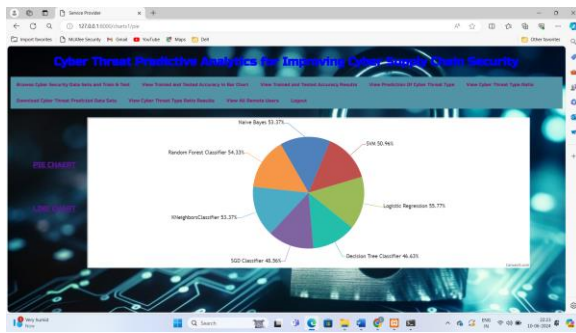 Service Provider
127.0.0.1:8000/charts1/pie
Import favorites McAfee Security Gmail YouTube Maps Dell Other favorites
Cyber Threat Predictive Analytics for Improving Cyber Supply Chain Security
Browse Cyber Security Data Sets and Train & Test View Trained and Tested Accuracy in Bar Chart View Trained and Tested Accuracy Results View Prediction Of Cyber Threat Type View Cyber Threat Type Ratio
Download Cyber Threat Predicted Data Sets View Cyber Threat Type Ratio Results View All Remote Users Logout
Naive Bayes 53.37%
SVM 50.96%
Random Forest Classifier 54.33%
PIE CHART
Logistic Regression 55.77%
KNeighborsClassifier 53.37%
LINE CHART
Decision Tree Classifier 46.63%
SGD Classifier 48.56%
CanvasJS.com
Very humid
Now
Search
ENG
IN